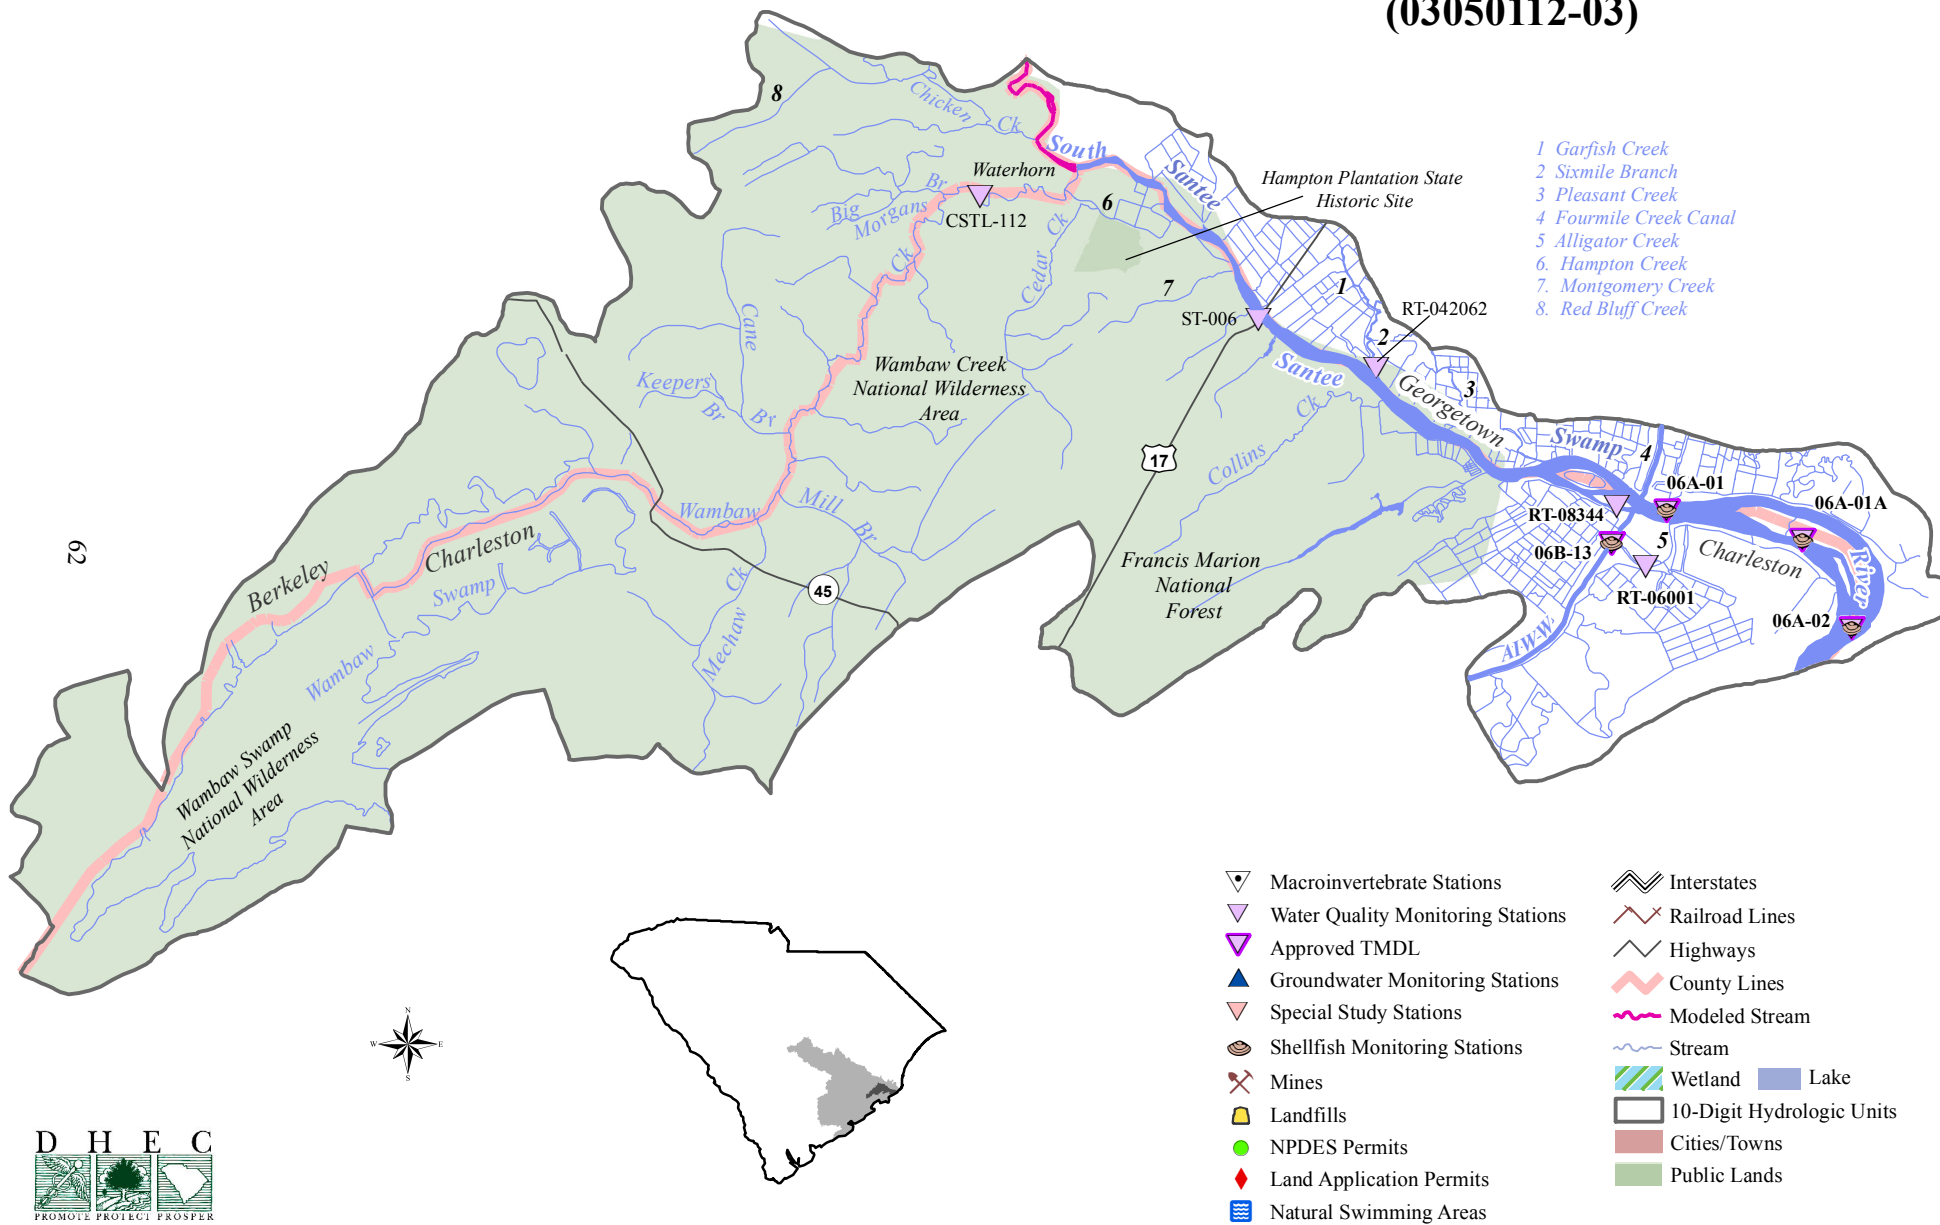 (03050112-03)
8
Chicken
Ck
South
Santee
Waterhorn
Br
Big
Morgans
CSTL-112
6
Hampton Plantation State
Historic Site
1 Garfish Creek
2 Sixmile Branch
3 Pleasant Creek
4 Fourmile Creek Canal
5 Alligator Creek
6. Hampton Creek
7. Montgomery Creek
8. Red Bluff Creek
Ck
Cedar
Ck
7
1
ST-006
RT-042062
2
Cane
Wambaw Creek
National Wilderness
Area
Santee
Georgetown
3
Keepers
Br
Br
Ck
Collins
17
Swamp
4
06A-01
06A-01A
RT-08344
06B-13
5
Charleston
River
RT-06001
06A-02
AIWW
Wambaw
Mill
Br
Francis Marion
National
Forest
62
Berkeley
Charleston
Swamp
Wambaw
Ck
Mechaw
45
Wambaw Swamp
National Wilderness
Area
N
W
E
S
Macroinvertebrate Stations
Water Quality Monitoring Stations
Approved TMDL
Groundwater Monitoring Stations
Special Study Stations
Shellfish Monitoring Stations
Mines
Landfills
NPDES Permits
Land Application Permits
Natural Swimming Areas
Interstates
Railroad Lines
Highways
County Lines
Modeled Stream
Stream
Wetland
Lake
10-Digit Hydrologic Units
Cities/Towns
Public Lands
D H E C
PROMOTE PROTECT PROSPER